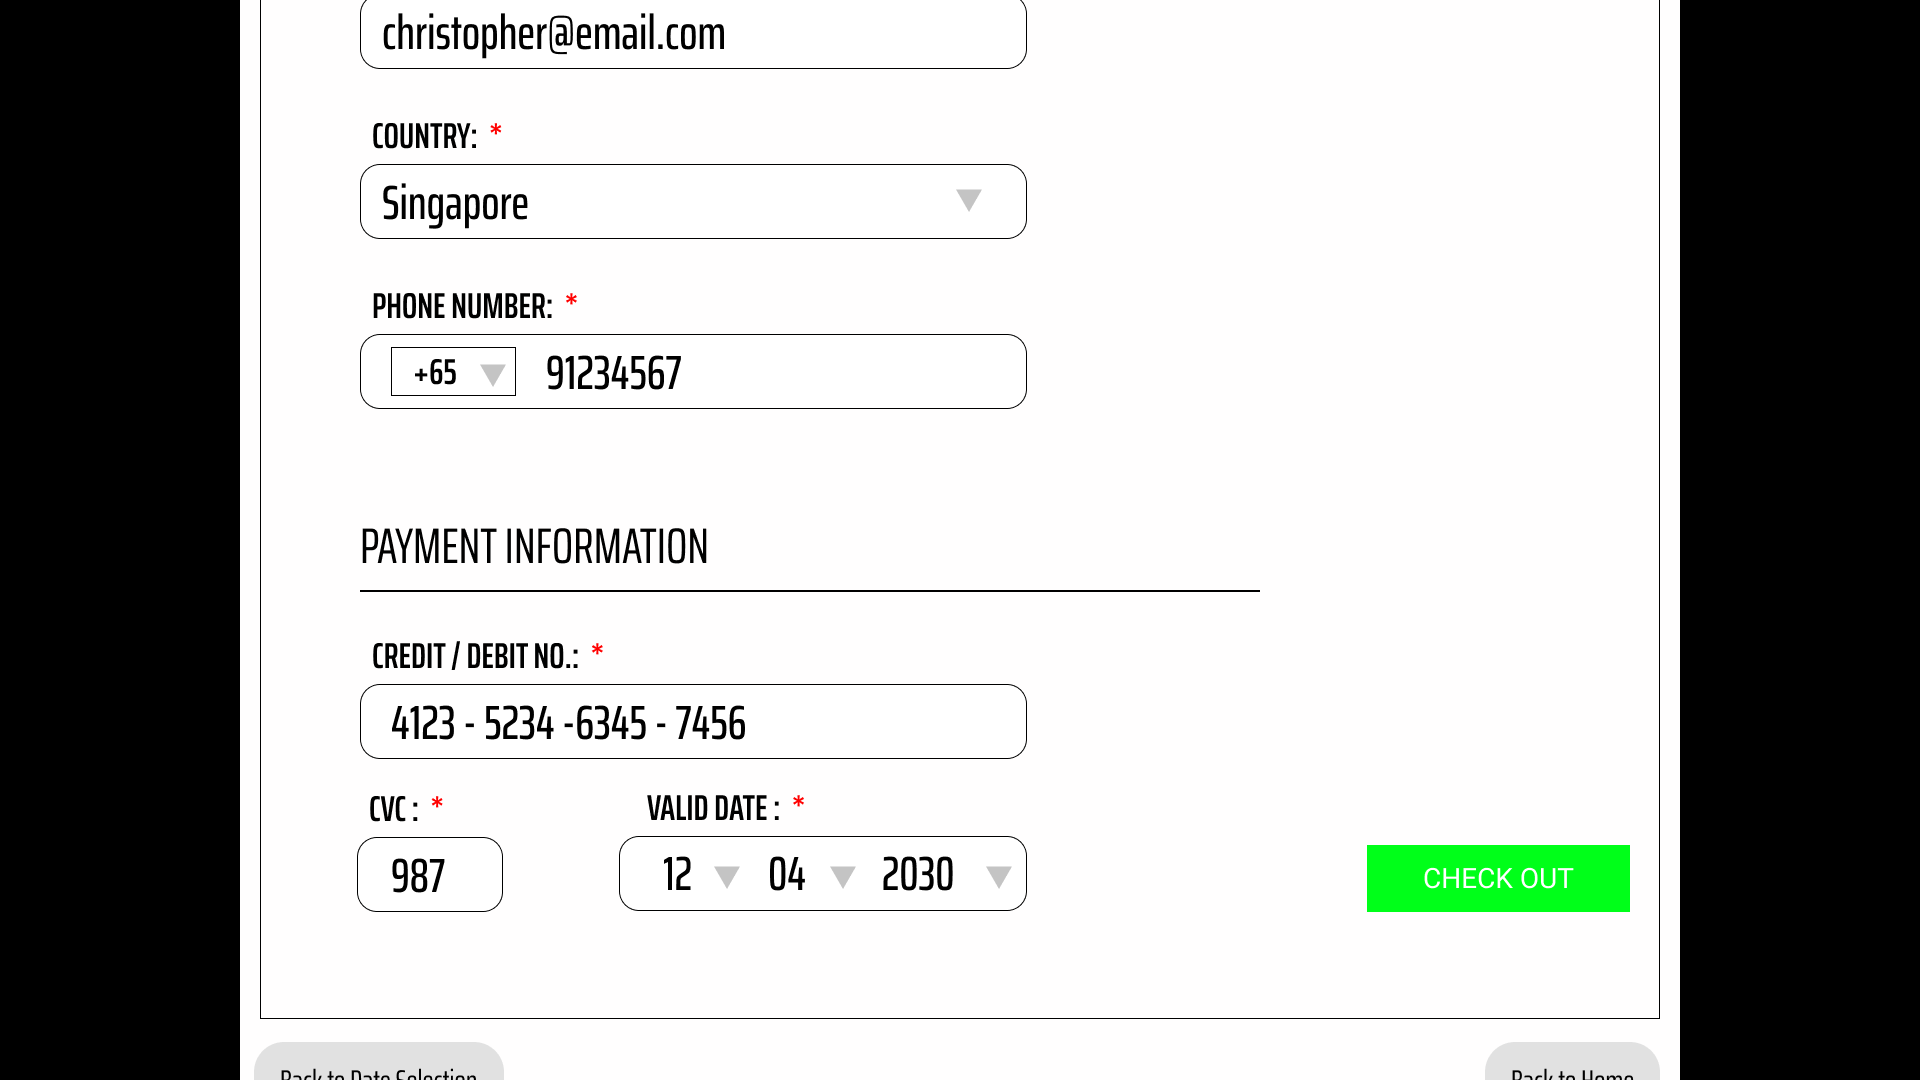 christopher@email.com
COUNTRY: *
Singapore
PHONE NUMBER: *
+65 91234567
PAYMENT INFORMATION
CREDIT / DEBIT NO.: *
4123 - 5234 -6345 - 7456
CVC : * VALID DATE : *
987 12 04 2030
CHECK OUT
Back to Date Selection Back to Home